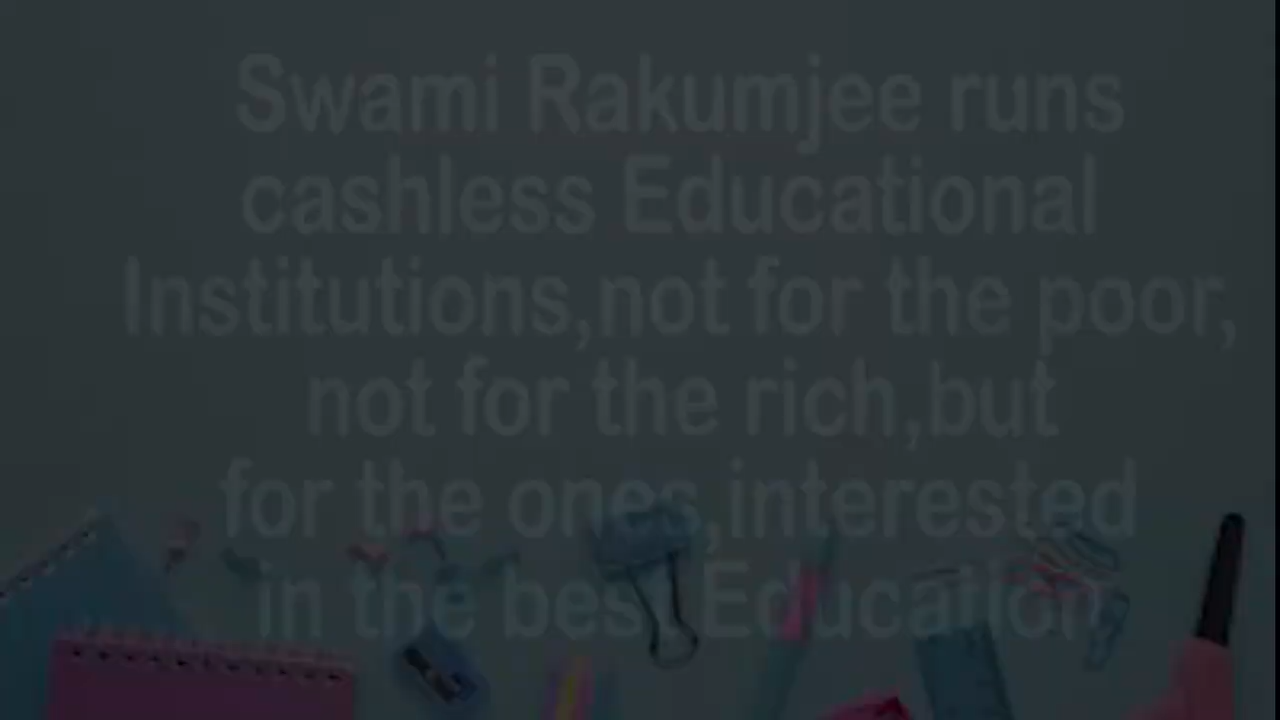 Swami Rakumjee runs
cashless Educational
Institutions,not for the poor,
not for the rich,but
for the ones,interested
in the best Education